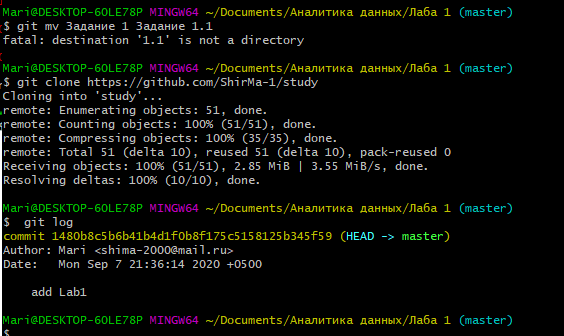 Mari@DESKTOP-6OLE78P MINGW64 ~/Documents/Аналитика данных/Лаба 1 (master)
$ git mv Задание 1 Задание 1.1
fatal: destination '1.1' is not a directory
Mari@DESKTOP-6OLE78P MINGW64 ~/Documents/Аналитика данных/Лаба 1 (master)
$ git clone https://github.com/ShirMa-1/study
Cloning into 'study'...
remote: Enumerating objects: 51, done.
remote: Counting objects: 100% (51/51), done.
remote: Compressing objects: 100% (35/35), done.
remote: Total 51 (delta 10), reused 51 (delta 10), pack-reused 0
Receiving objects: 100% (51/51), 2.85 MiB | 3.55 MiB/s, done.
Resolving deltas: 100% (10/10), done.
Mari@DESKTOP-6OLE78P MINGW64 ~/Documents/Аналитика данных/Лаба 1 (master)
$  git log
commit 1480b8c5b6b41b4d1f0b8f175c5158125b345f59 (HEAD -> master)
Author: Mari <shima-2000@mail.ru>
Date:   Mon Sep 7 21:36:14 2020 +0500
    add Lab1
Mari@DESKTOP-6OLE78P MINGW64 ~/Documents/Аналитика данных/Лаба 1 (master)
$